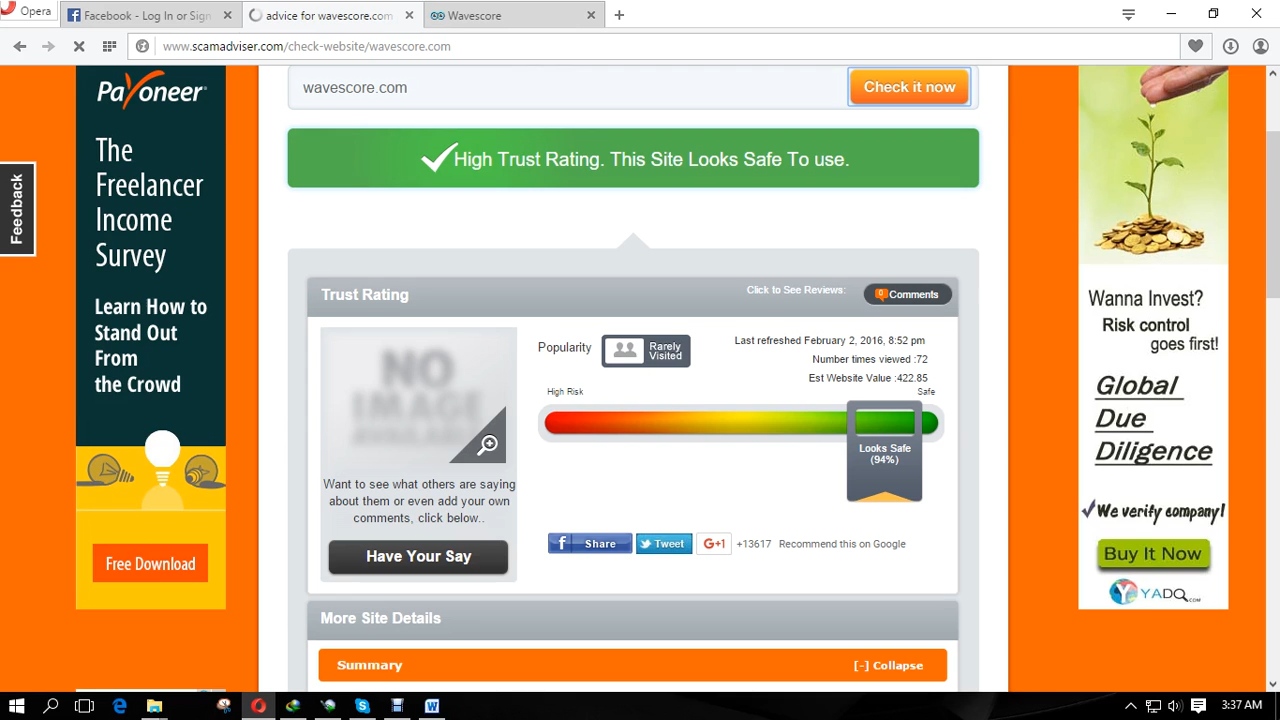 Opera
Facebook - Log In or Sign
advice for wavescore.com
Wavescore
www.scamadviser.com/check-website/wavescore.com
Payoneer
The
Freelancer
Income
Survey
Learn How to
Stand Out
From
the Crowd
Free Download
Feedback
wavescore.com
Check it now
High Trust Rating. This Site Looks Safe To use.
Trust Rating
Click to See Reviews:
0 Comments
NO
Want to see what others are saying
about them or even add your own
comments, click below..
Have Your Say
Popularity
Rarely
Visited
Last refreshed February 2, 2016, 8:52 pm
Number times viewed :72
Est Website Value :422.85
High Risk
Safe
Looks Safe
(94%)
f Share
Tweet
G+1
+13617 Recommend this on Google
More Site Details
Summary
[-] Collapse
Wanna Invest?
Risk control
goes first!
Global
Due
Diligence
We verify company!
Buy It Now
YADQ.COM
3:37 AM